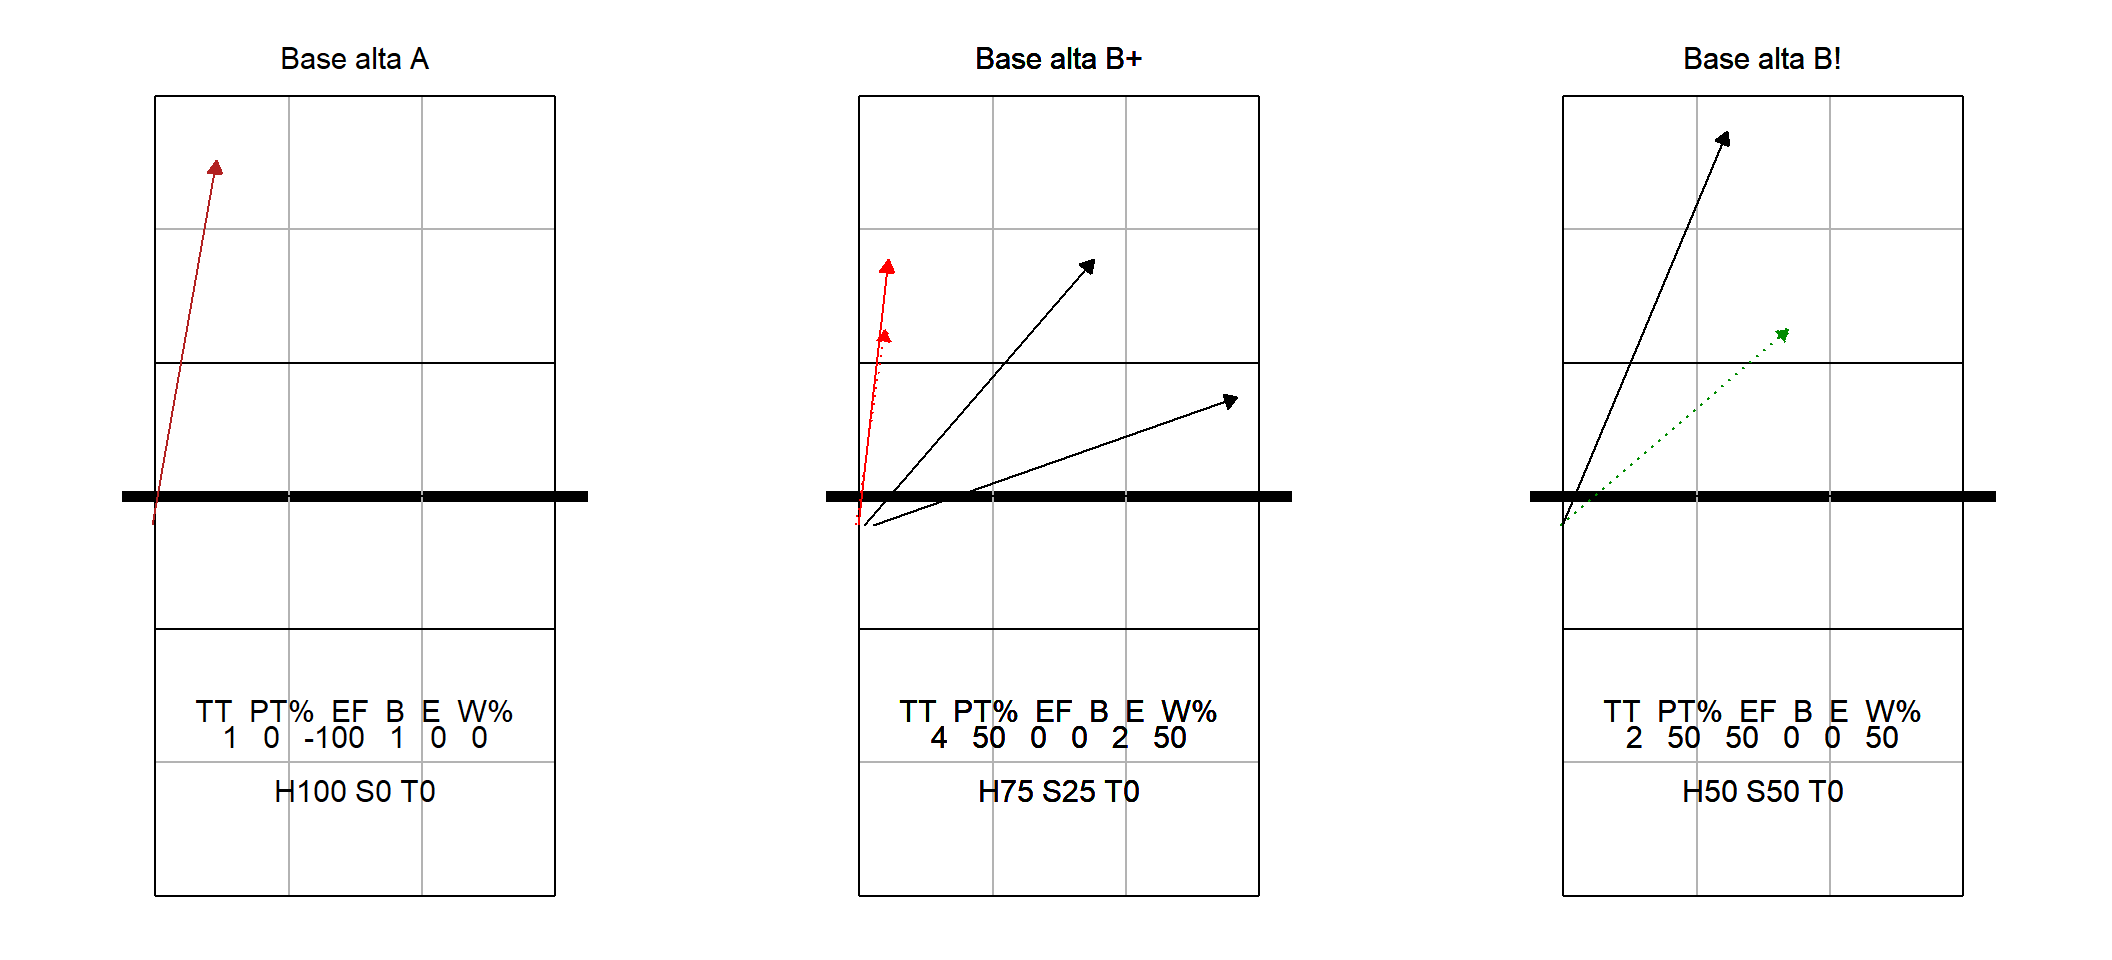 Base alta A
TT PT% EF B E W%
1 0 -100 1 0 0
H100 S0 T0
Base alta B+
TT PT% EF B E W%
4 50 0 0 2 50
H75 S25 T0
Base alta B!
TT PT% EF B E W%
2 50 50 0 0 50
H50 S50 T0